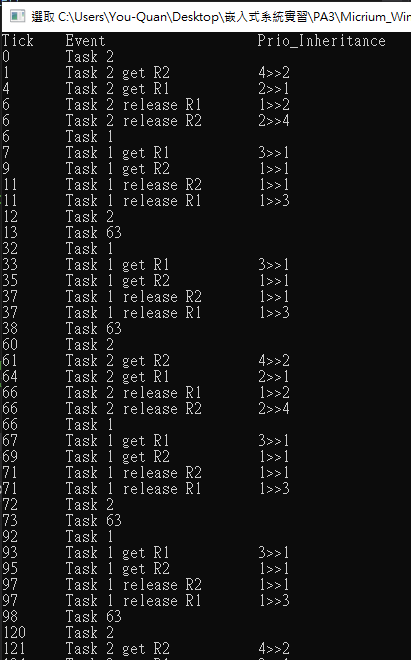 選取 C:\Users\You-Quan\Desktop\嵌入式系統實習\PA3\Micrium_Win
Tick Event Prio_Inheritance
0 Task 2
1 Task 2 get R2 4>>2
4 Task 2 get R1 2>>1
6 Task 2 release R1 1>>2
6 Task 2 release R2 2>>4
6 Task 1
7 Task 1 get R1 3>>1
9 Task 1 get R2 1>>1
11 Task 1 release R2 1>>1
11 Task 1 release R1 1>>3
12 Task 2
13 Task 63
32 Task 1
33 Task 1 get R1 3>>1
35 Task 1 get R2 1>>1
37 Task 1 release R2 1>>1
37 Task 1 release R1 1>>3
38 Task 63
60 Task 2
61 Task 2 get R2 4>>2
64 Task 2 get R1 2>>1
66 Task 2 release R1 1>>2
66 Task 2 release R2 2>>4
66 Task 1
67 Task 1 get R1 3>>1
69 Task 1 get R2 1>>1
71 Task 1 release R2 1>>1
71 Task 1 release R1 1>>3
72 Task 2
73 Task 63
92 Task 1
93 Task 1 get R1 3>>1
95 Task 1 get R2 1>>1
97 Task 1 release R2 1>>1
97 Task 1 release R1 1>>3
98 Task 63
120 Task 2
121 Task 2 get R2 4>>2